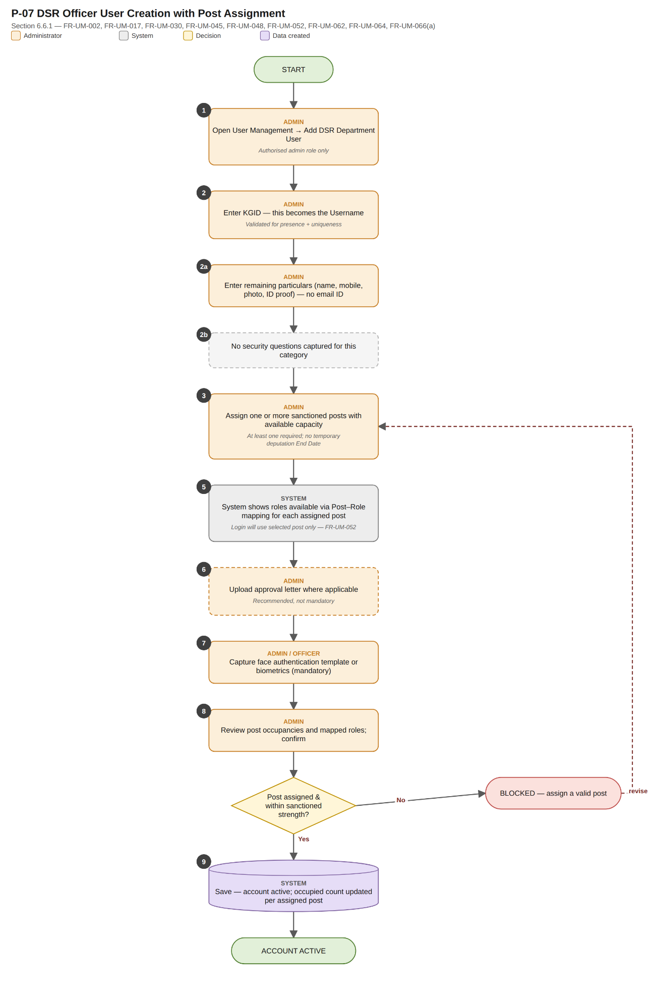 P-07 DSR Officer User Creation with Post Assignment
Section 6.6.1 — FR-UM-002, FR-UM-017, FR-UM-030, FR-UM-045, FR-UM-048, FR-UM-052, FR-UM-062, FR-UM-064, FR-UM-066(a)
Administrator
System
Decision
Data created
START
1
ADMIN
Open User Management → Add DSR Department
User
Authorised admin role only
2
ADMIN
Enter KGID — this becomes the Username
Validated for presence + uniqueness
2a
ADMIN
Enter remaining particulars (name, mobile,
photo, ID proof) — no email ID
2b
No security questions captured for this
category
3
ADMIN
Assign one or more sanctioned posts with
available capacity
At least one required; no temporary
deputation End Date
5
SYSTEM
System shows roles available via Post–Role
mapping for each assigned post
Login will use selected post only — FR-UM-052
6
ADMIN
Upload approval letter where applicable
Recommended, not mandatory
7
ADMIN / OFFICER
Capture face authentication template or
biometrics (mandatory)
8
ADMIN
Review post occupancies and mapped roles;
confirm
Post assigned &
within sanctioned
strength?
No
BLOCKED — assign a valid post
revise
Yes
9
SYSTEM
Save — account active; occupied count updated
per assigned post
ACCOUNT ACTIVE